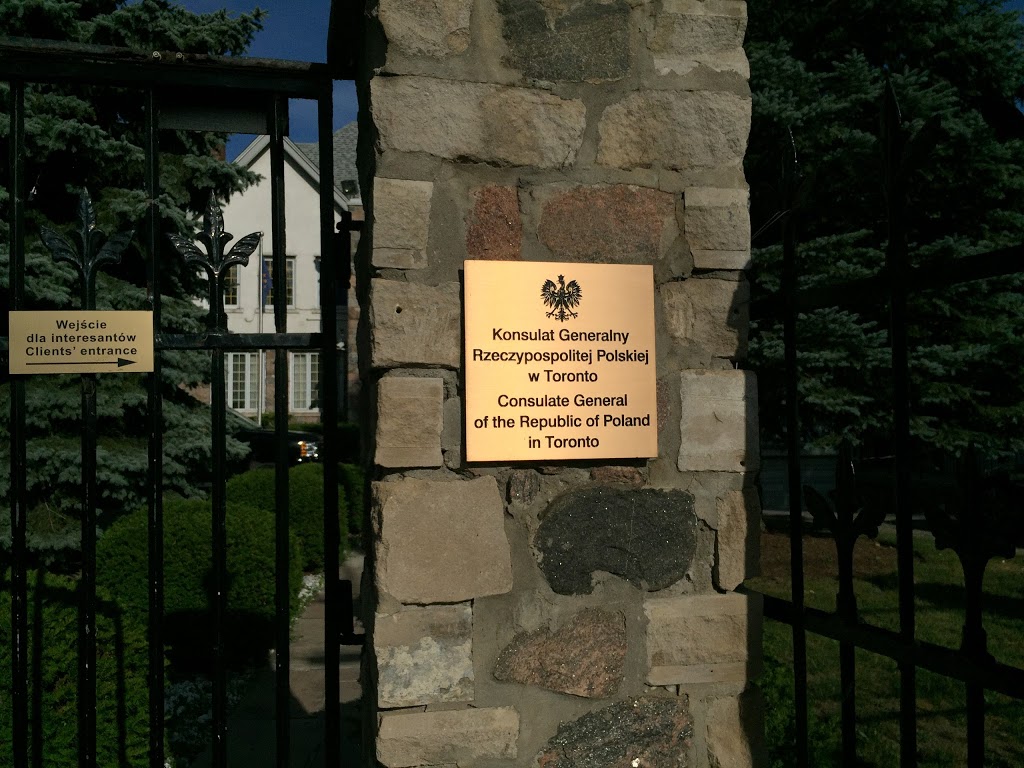 Wejście
dla interesantów
Clients' entrance
Konsulat Generalny
Rzeczypospolitej Polskiej
w Toronto
Consulate General
of the Republic of Poland
in Toronto